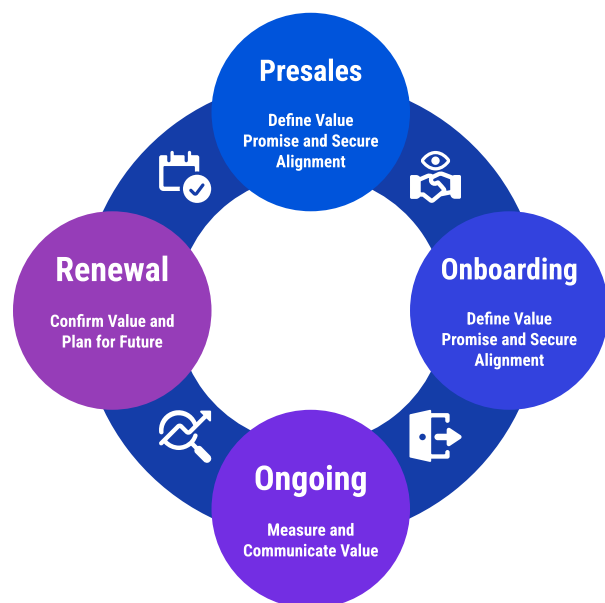 Presales
Define Value
Promise and Secure
Alignment
Renewal
Confirm Value and
Plan for Future
Onboarding
Define Value
Promise and Secure
Alignment
Ongoing
Measure and
Communicate Value